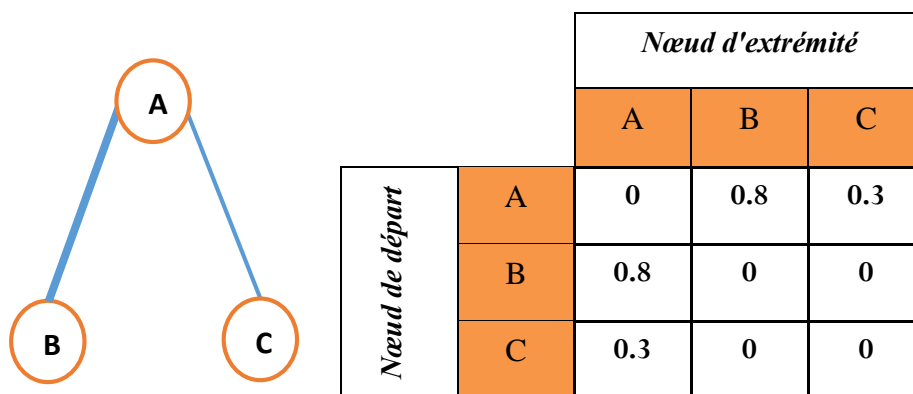 A
B
C
Nœud d'extrémité
A B C
Nœud de départ
A 0 0.8 0.3
B 0.8 0 0
C 0.3 0 0